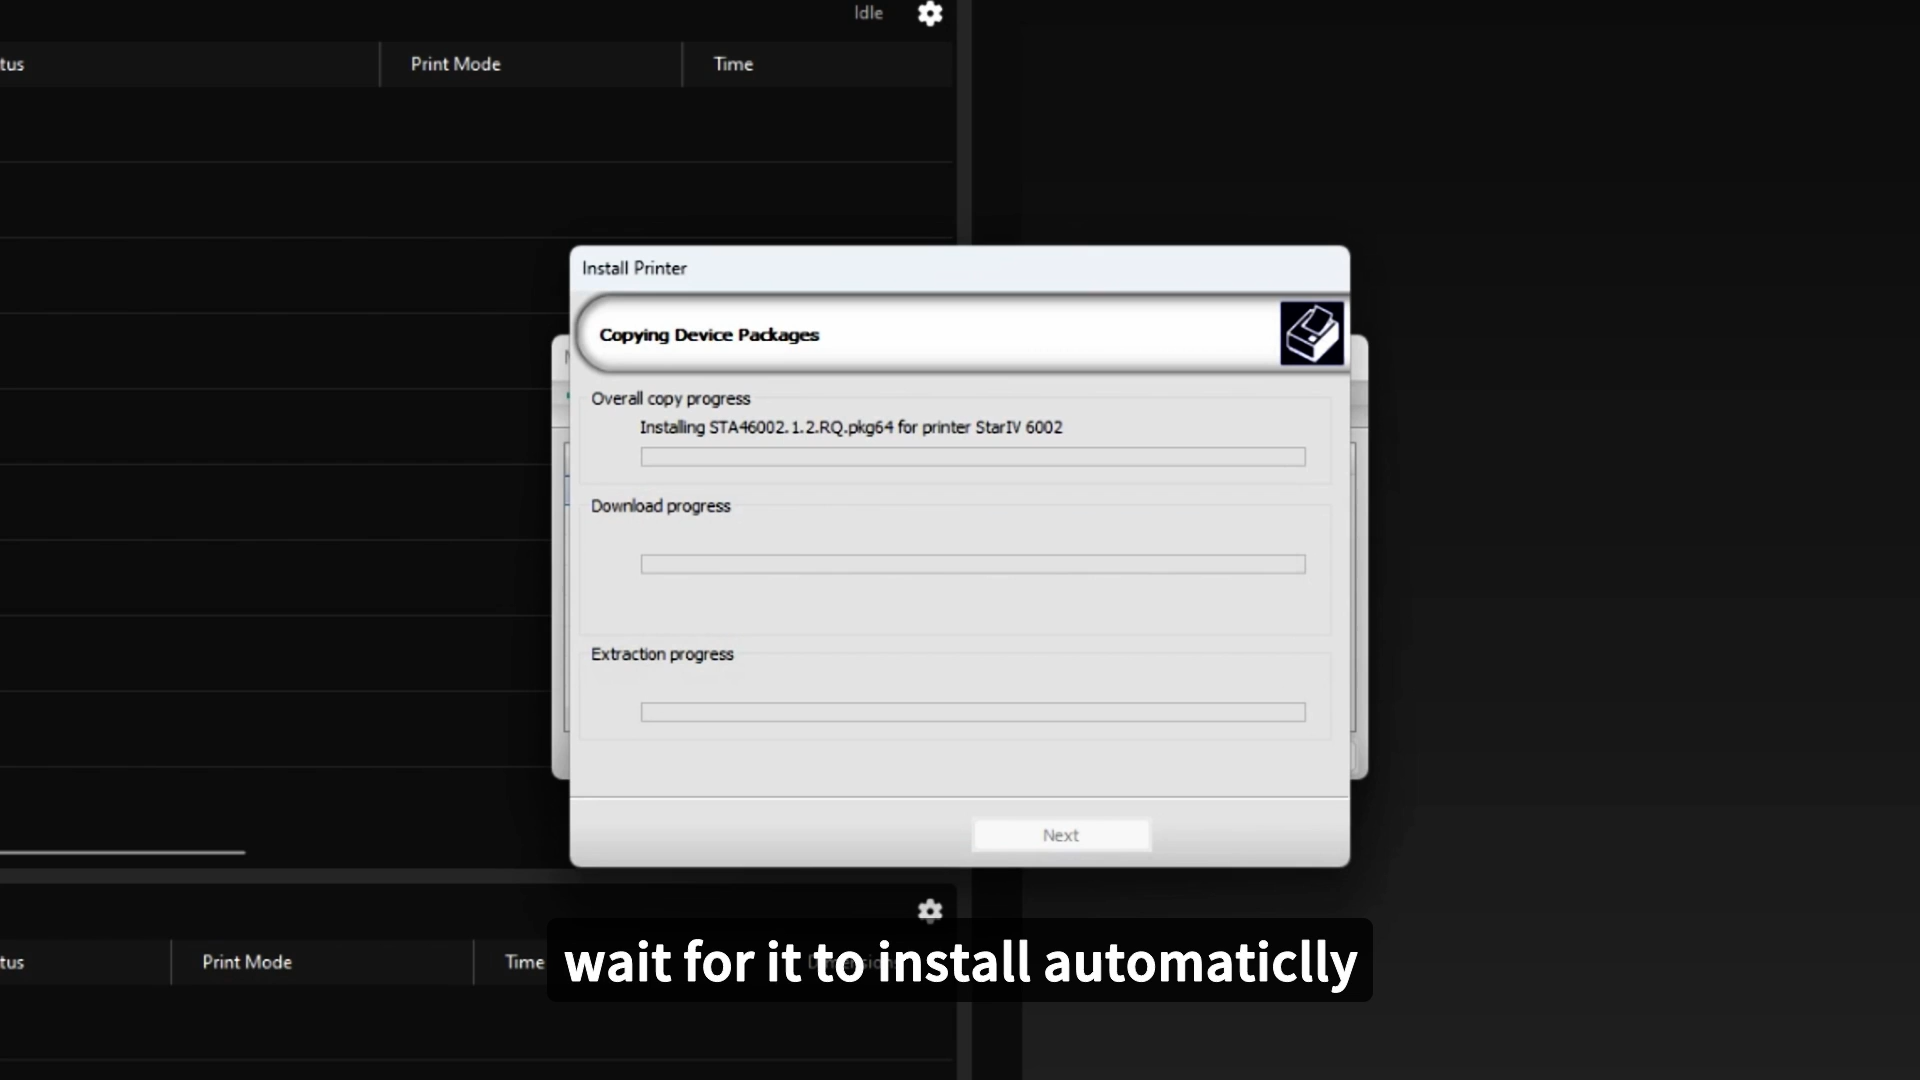 Idle
tus
Print Mode
Time
Install Printer
Copying Device Packages
Overall copy progress
Installing STA46002.1.2.RQ.pkg64 for printer StarIV 6002
Download progress
Extraction progress
Next
tus
Print Mode
Time
wait for it to install automaticlly